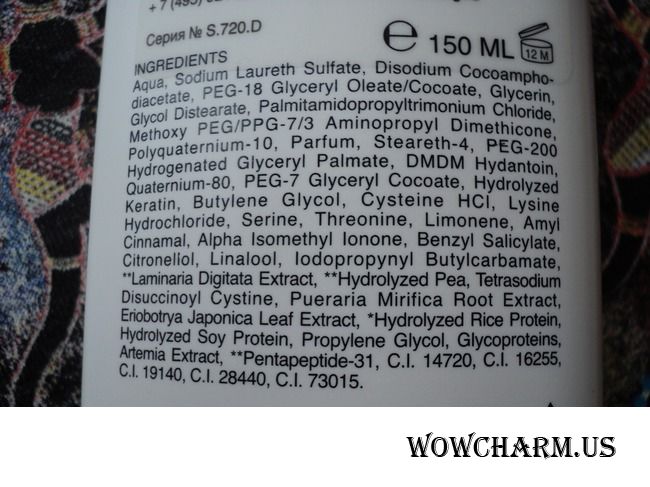 + 7 (495)
Серия № S.720.D
e 150 ML 12 M
INGREDIENTS
Aqua, Sodium Laureth Sulfate, Disodium Cocoampho-
diacetate, PEG-18 Glyceryl Oleate/Cocoate, Glycerin,
Glycol Distearate, Palmitamidopropyltrimonium Chloride,
Methoxy PEG/PPG-7/3 Aminopropyl Dimethicone,
Polyquaternium-10, Parfum, Steareth-4, PEG-200
Hydrogenated Glyceryl Palmate, DMDM Hydantoin,
Quaternium-80, PEG-7 Glyceryl Cocoate, Hydrolyzed
Keratin, Butylene Glycol, Cysteine HCl, Lysine
Hydrochloride, Serine, Threonine, Limonene, Amyl
Cinnamal, Alpha Isomethyl Ionone, Benzyl Salicylate,
Citronellol, Linalool, Iodopropynyl Butylcarbamate,
**Laminaria Digitata Extract, **Hydrolyzed Pea, Tetrasodium
Disuccinoyl Cystine, Pueraria Mirifica Root Extract,
Eriobotrya Japonica Leaf Extract, *Hydrolyzed Rice Protein,
Hydrolyzed Soy Protein, Propylene Glycol, Glycoproteins,
Artemia Extract, **Pentapeptide-31, C.I. 14720, C.I. 16255,
C.I. 19140, C.I. 28440, C.I. 73015.
WOWCHARM.US